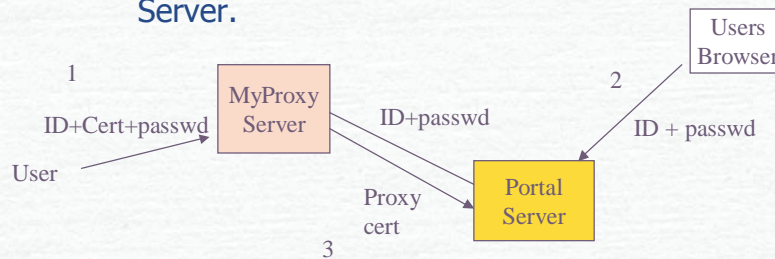 Server.
Users
Browser
1
2
MyProxy
Server
ID+Cert+passwd
ID+passwd
ID + passwd
User
Portal
Server
Proxy
cert
3